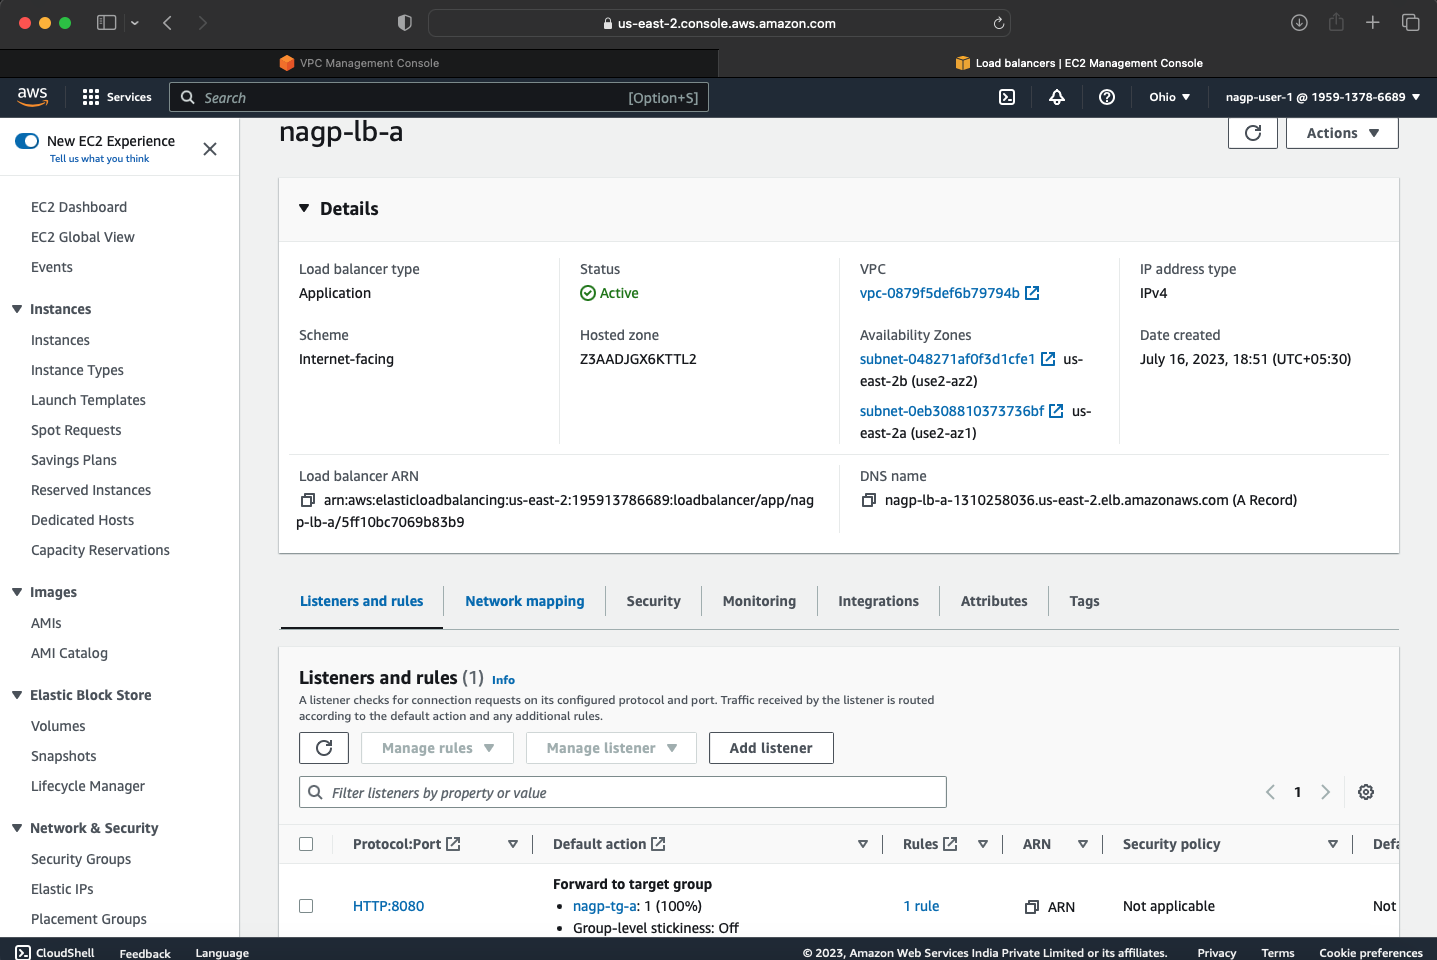 us-east-2.console.aws.amazon.com
VPC Management Console
Load balancers | EC2 Management Console
aws
Services
Search
[Option+S]
Ohio
nagp-user-1 @ 1959-1378-6689
New EC2 Experience
Tell us what you think
EC2 Dashboard
EC2 Global View
Events
Instances
Instances
Instance Types
Launch Templates
Spot Requests
Savings Plans
Reserved Instances
Dedicated Hosts
Capacity Reservations
Images
AMIs
AMI Catalog
Elastic Block Store
Volumes
Snapshots
Lifecycle Manager
Network & Security
Security Groups
Elastic IPs
Placement Groups
nagp-lb-a
Actions
Details
Load balancer type
Application
Status
Active
VPC
vpc-0879f5def6b79794b
IP address type
IPv4
Scheme
Internet-facing
Hosted zone
Z3AADJGX6KTTL2
Availability Zones
subnet-048271af0f3d1cfe1 us-
east-2b (use2-az2)
subnet-0eb308810373736bf us-
east-2a (use2-az1)
Date created
July 16, 2023, 18:51 (UTC+05:30)
Load balancer ARN
arn:aws:elasticloadbalancing:us-east-2:195913786689:loadbalancer/app/nag
p-lb-a/5ff10bc7069b83b9
DNS name
nagp-lb-a-1310258036.us-east-2.elb.amazonaws.com (A Record)
Listeners and rules
Network mapping
Security
Monitoring
Integrations
Attributes
Tags
Listeners and rules (1) Info
A listener checks for connection requests on its configured protocol and port. Traffic received by the listener is routed
according to the default action and any additional rules.
Manage rules
Manage listener
Add listener
Filter listeners by property or value
1
Protocol:Port
Default action
Rules
ARN
Security policy
Defa
HTTP:8080
Forward to target group
• nagp-tg-a: 1 (100%)
• Group-level stickiness: Off
1 rule
ARN
Not applicable
Not
CloudShell
Feedback
Language
© 2023, Amazon Web Services India Private Limited or its affiliates.
Privacy
Terms
Cookie preferences